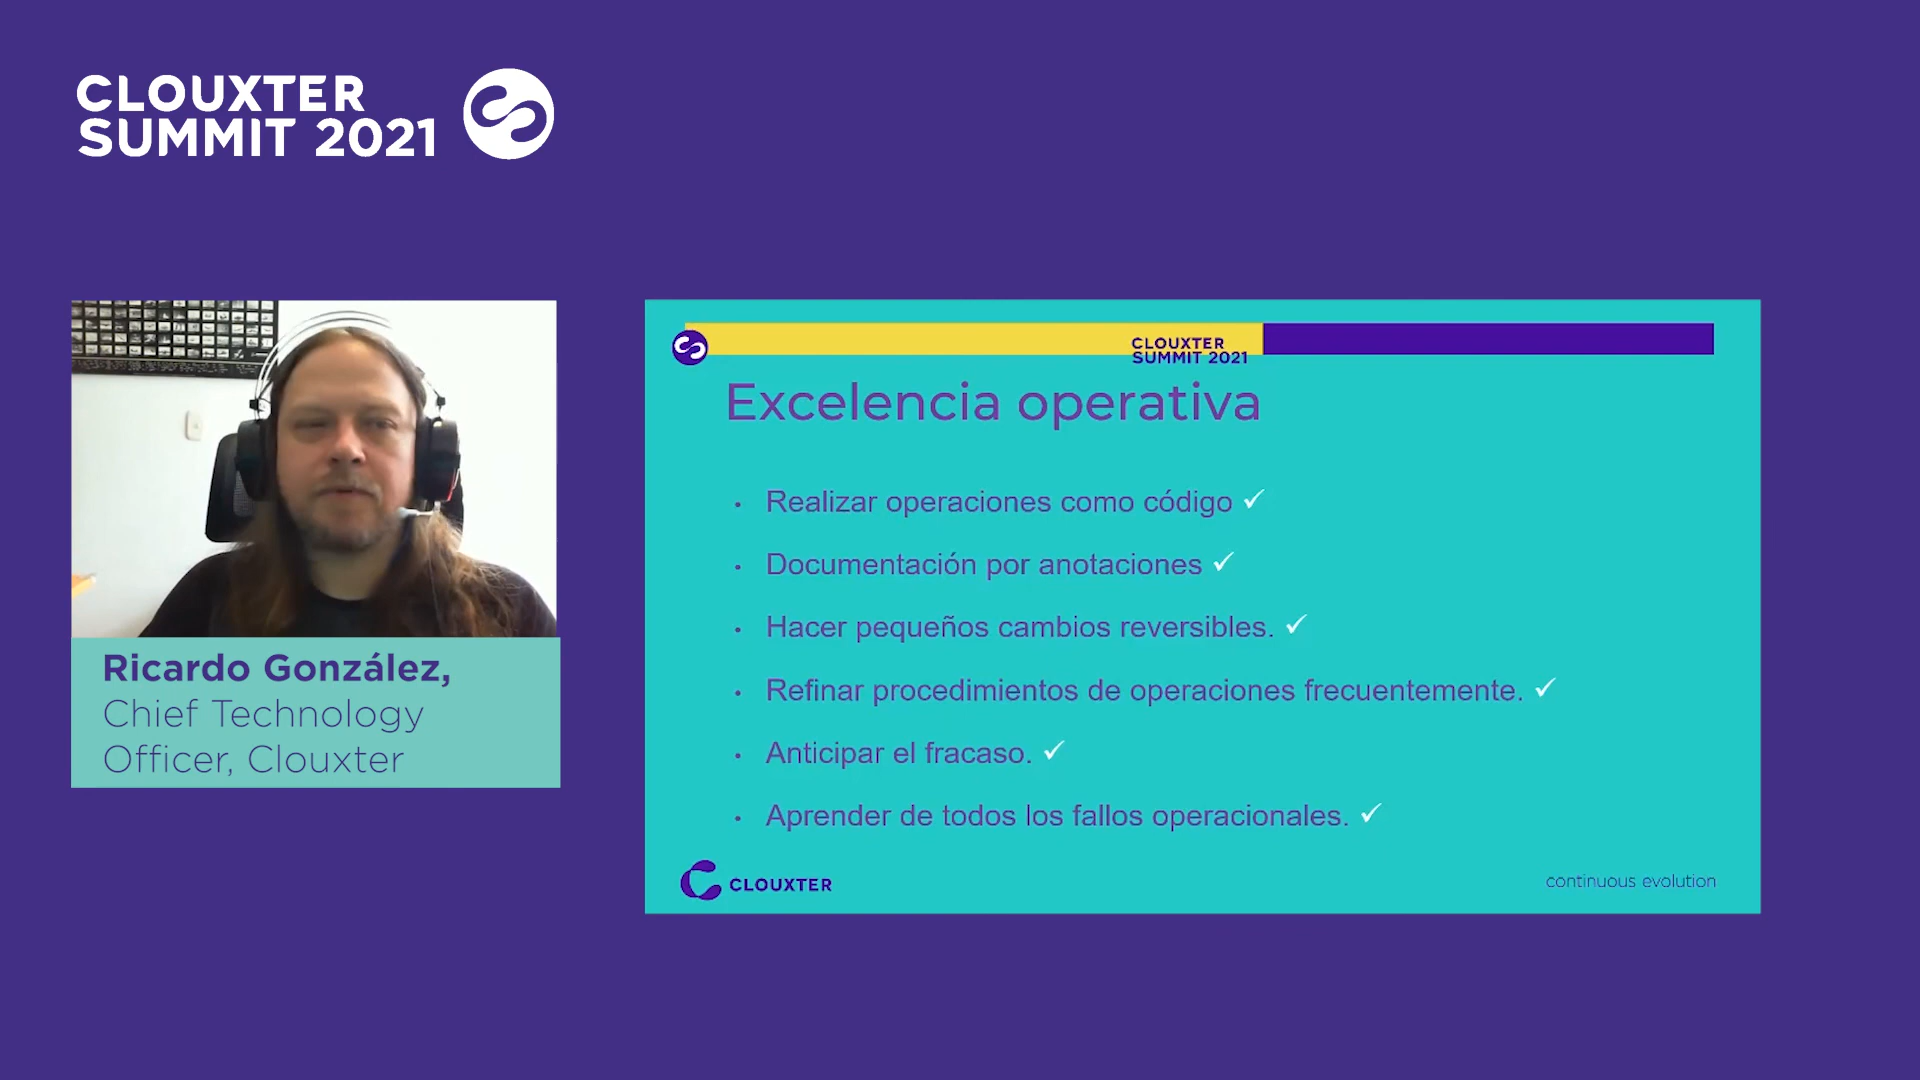 CLOUXTER
SUMMIT 2021
Ricardo González,
Chief Technology
Officer, Clouxter
CLOUXTER
SUMMIT 2021
Excelencia operativa
• Realizar operaciones como código ✓
• Documentación por anotaciones ✓
• Hacer pequeños cambios reversibles. ✓
• Refinar procedimientos de operaciones frecuentemente. ✓
• Anticipar el fracaso. ✓
• Aprender de todos los fallos operacionales. ✓
CLOUXTER
continuous evolution